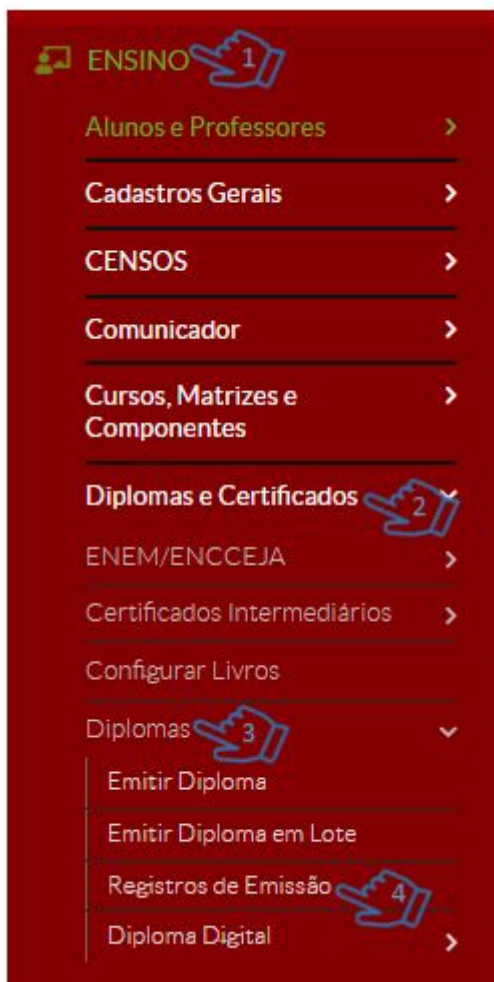 ENSINO 1
Alunos e Professores
Cadastros Gerais
CENSOS
Comunicador
Cursos, Matrizes e
Componentes
Diplomas e Certificados 2
ENEM/ENCCEJA
Certificados Intermediários
Configurar Livros
Diplomas 3
Emitir Diploma
Emitir Diploma em Lote
Registros de Emissão 4
Diploma Digital